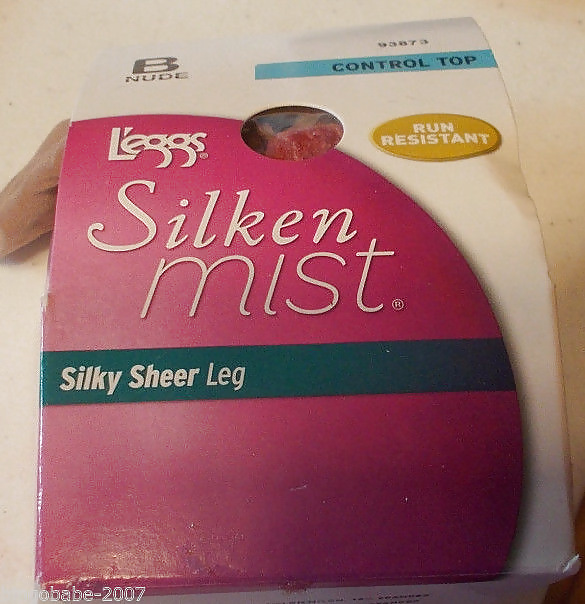 93873
B
NUDE
CONTROL TOP
L'eggs®
RUN
RESISTANT
Silken
mist®
Silky Sheer Leg